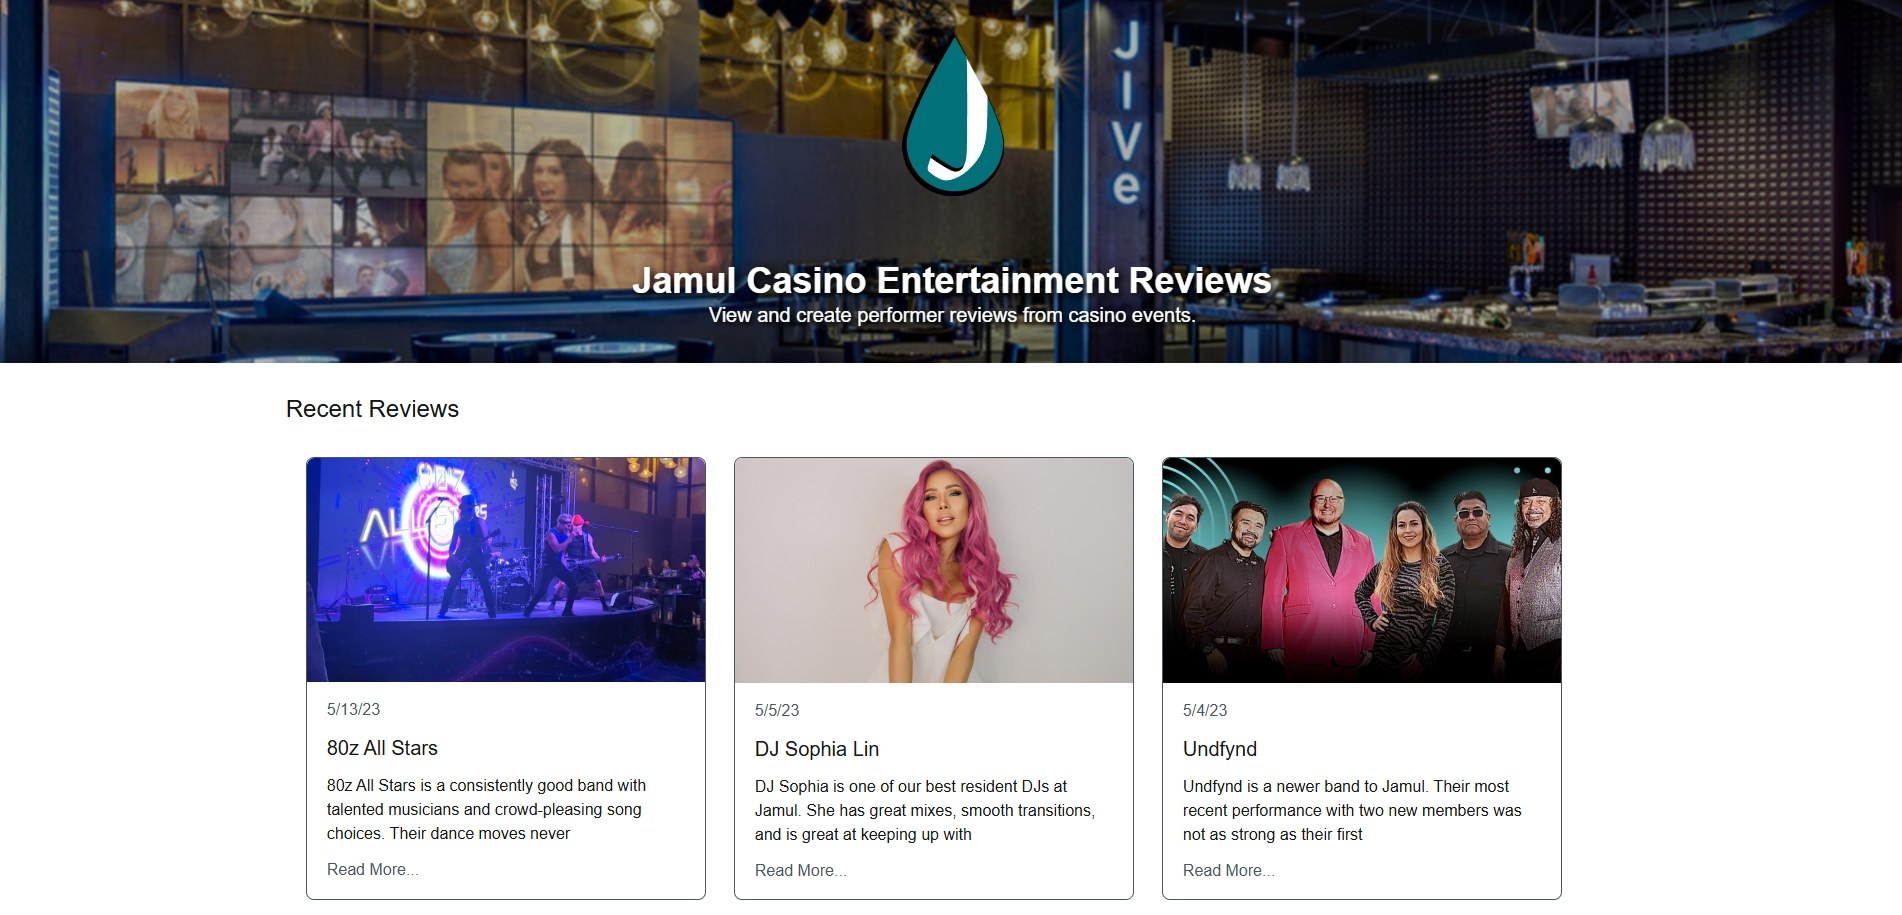 JIVe
Jamul Casino Entertainment Reviews
View and create performer reviews from casino events.
Recent Reviews
80Z
ALL
5/13/23
80z All Stars
80z All Stars is a consistently good band with
talented musicians and crowd-pleasing song
choices. Their dance moves never
Read More...
5/5/23
DJ Sophia Lin
DJ Sophia is one of our best resident DJs at
Jamul. She has great mixes, smooth transitions,
and is great at keeping up with
Read More...
5/4/23
Undfynd
Undfynd is a newer band to Jamul. Their most
recent performance with two new members was
not as strong as their first
Read More...